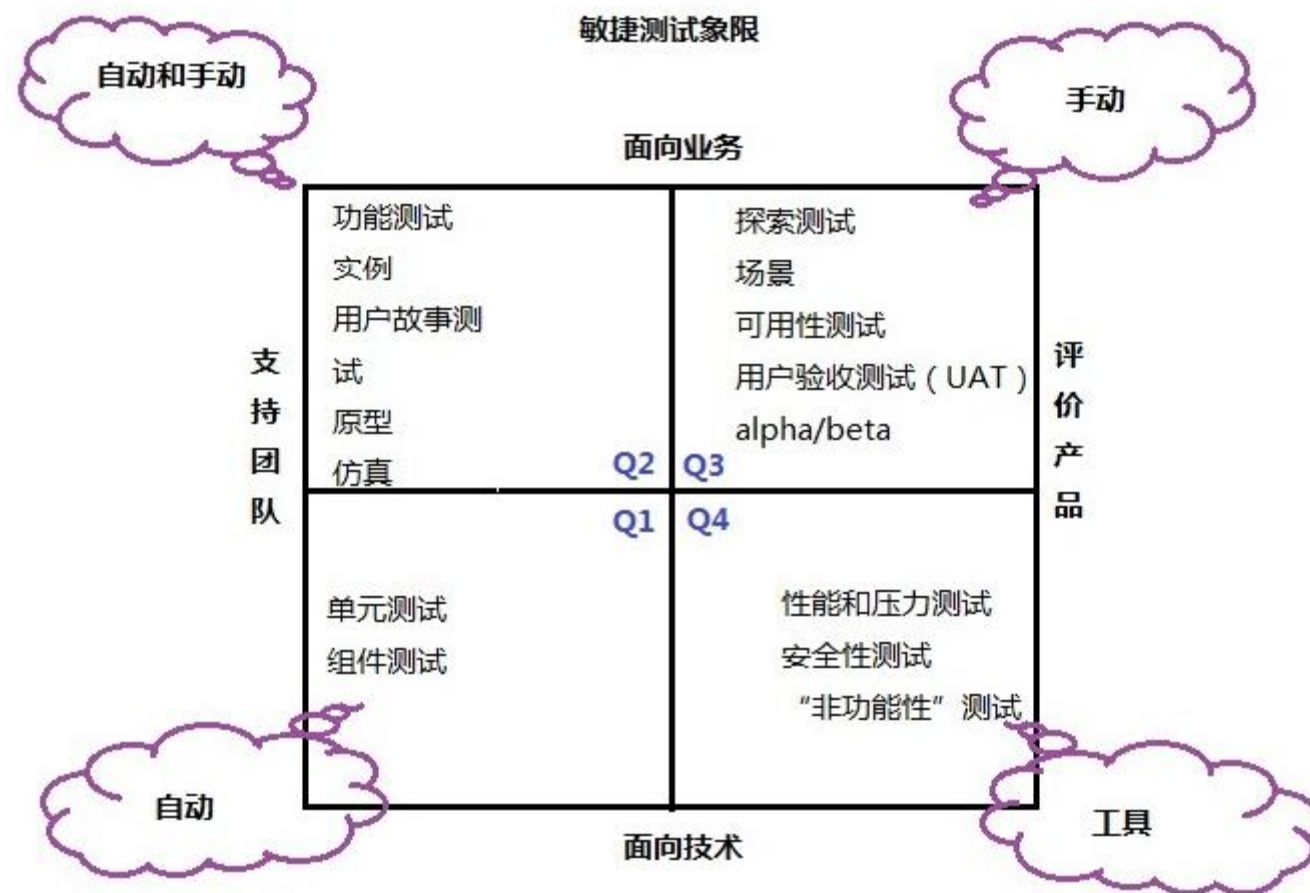 敏捷测试象限
自动和手动
手动
面向业务
功能测试
实例
用户故事测
试
原型
仿真
Q2
探索测试
场景
可用性测试
用户验收测试（UAT）
alpha/beta
Q3
支持团队
评价产品
Q1
单元测试
组件测试
Q4
性能和压力测试
安全性测试
“非功能性”测试
自动
工具
面向技术